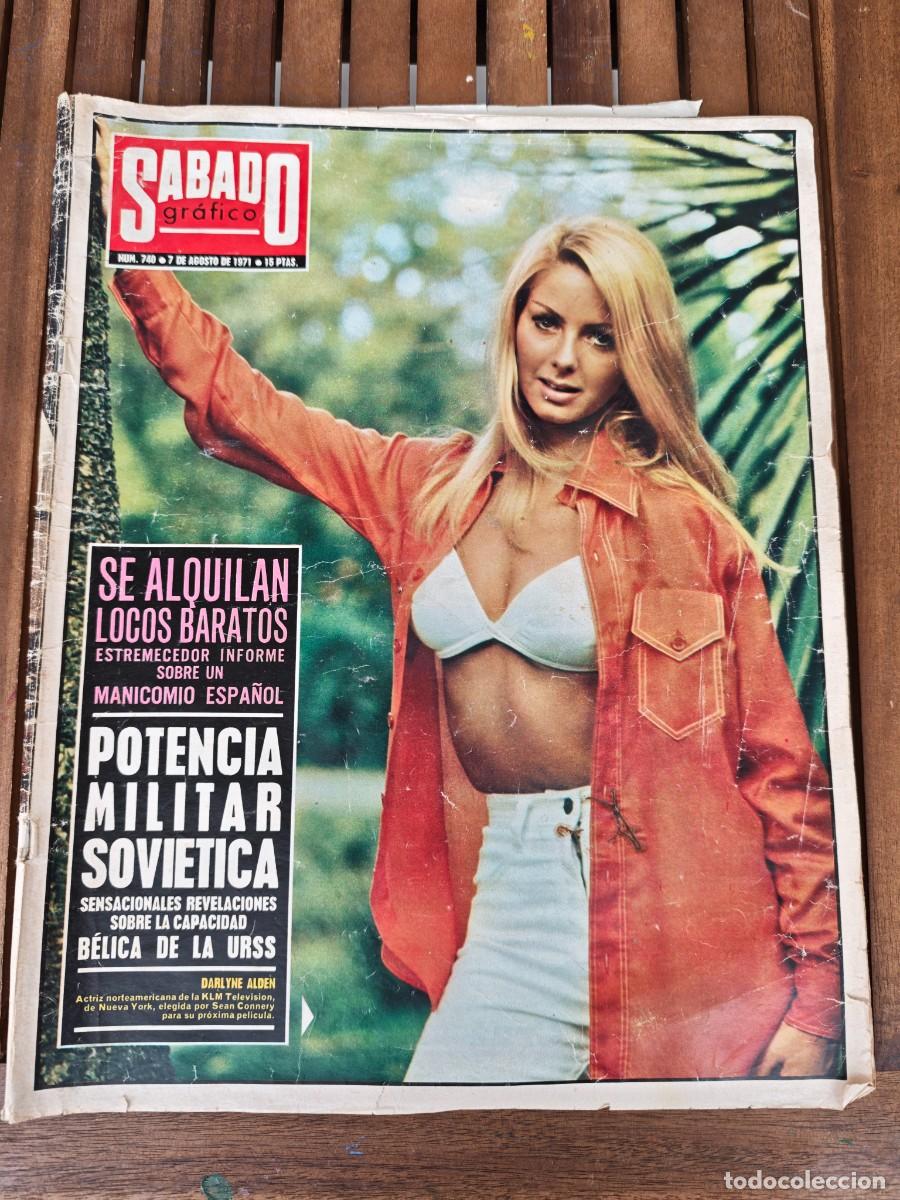 SABADO
gráfico
NUM. 740 • 7 DE AGOSTO DE 1971 • 15 PTAS.
SE ALQUILAN
LOCOS BARATOS
ESTREMECEDOR INFORME
SOBRE UN
MANICOMIO ESPAÑOL
POTENCIA
MILITAR
SOVIETICA
SENSACIONALES REVELACIONES
SOBRE LA CAPACIDAD
BÉLICA DE LA URSS
DARLYNE ALDEN
Actriz norteamericana de la KLM Television,
de Nueva York, elegida por Sean Connery
para su próxima película.
todocoleccion